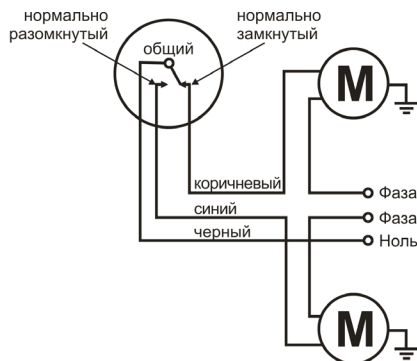 нормально
разомкнутый
нормально
замкнутый
общий
M
коричневый
Фаза
синий
Фаза
черный
Ноль
M